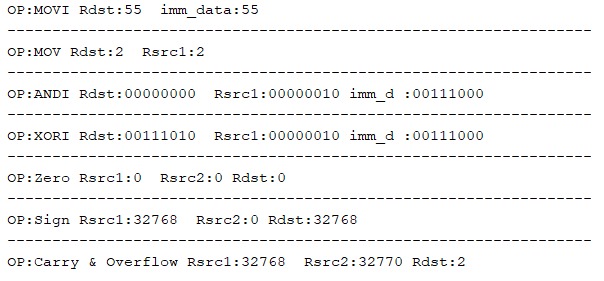 OP:MOVI Rdst:55  imm_data:55
------------------------------------------------------------------
OP:MOV Rdst:2  Rsrc1:2
------------------------------------------------------------------
OP:ANDI Rdst:00000000  Rsrc1:00000010 imm_d :00111000
------------------------------------------------------------------
OP:XORI Rdst:00111010  Rsrc1:00000010 imm_d :00111000
------------------------------------------------------------------
OP:Zero Rsrc1:0  Rsrc2:0 Rdst:0
------------------------------------------------------------------
OP:Sign Rsrc1:32768  Rsrc2:0 Rdst:32768
------------------------------------------------------------------
OP:Carry & Overflow Rsrc1:32768  Rsrc2:32770 Rdst:2